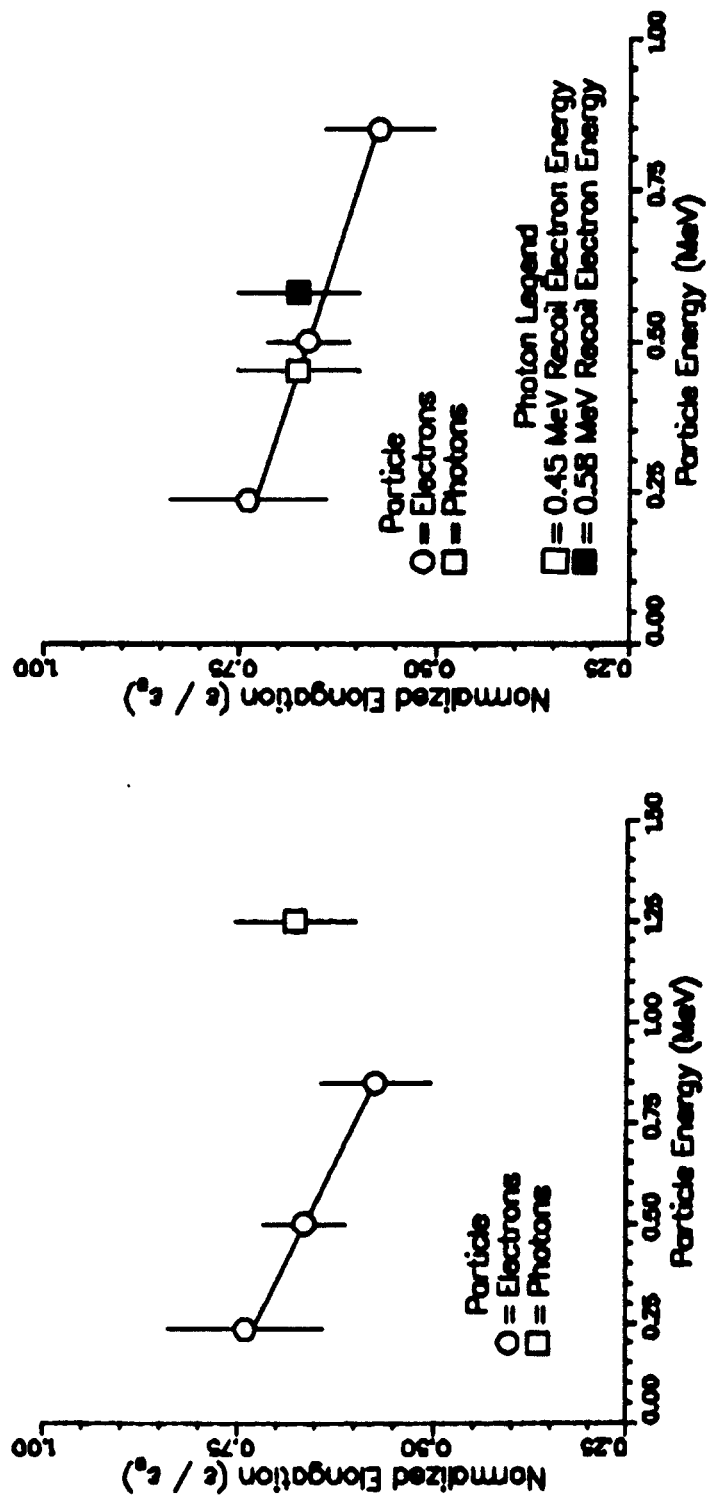 Normalized Elongation (ε / ε₀)
1.00
0.75
0.50
0.25
Particle
○ = Electrons
□ = Photons
0.00 0.25 0.50 0.75 1.00 1.25 1.50
Particle Energy (MeV)
Normalized Elongation (ε / ε₀)
1.00
0.75
0.50
0.25
Particle
○ = Electrons
□ = Photons
Photon Legend
□ = 0.45 MeV Recoil Electron Energy
■ = 0.58 MeV Recoil Electron Energy
0.00 0.25 0.50 0.75 1.00
Particle Energy (MeV)